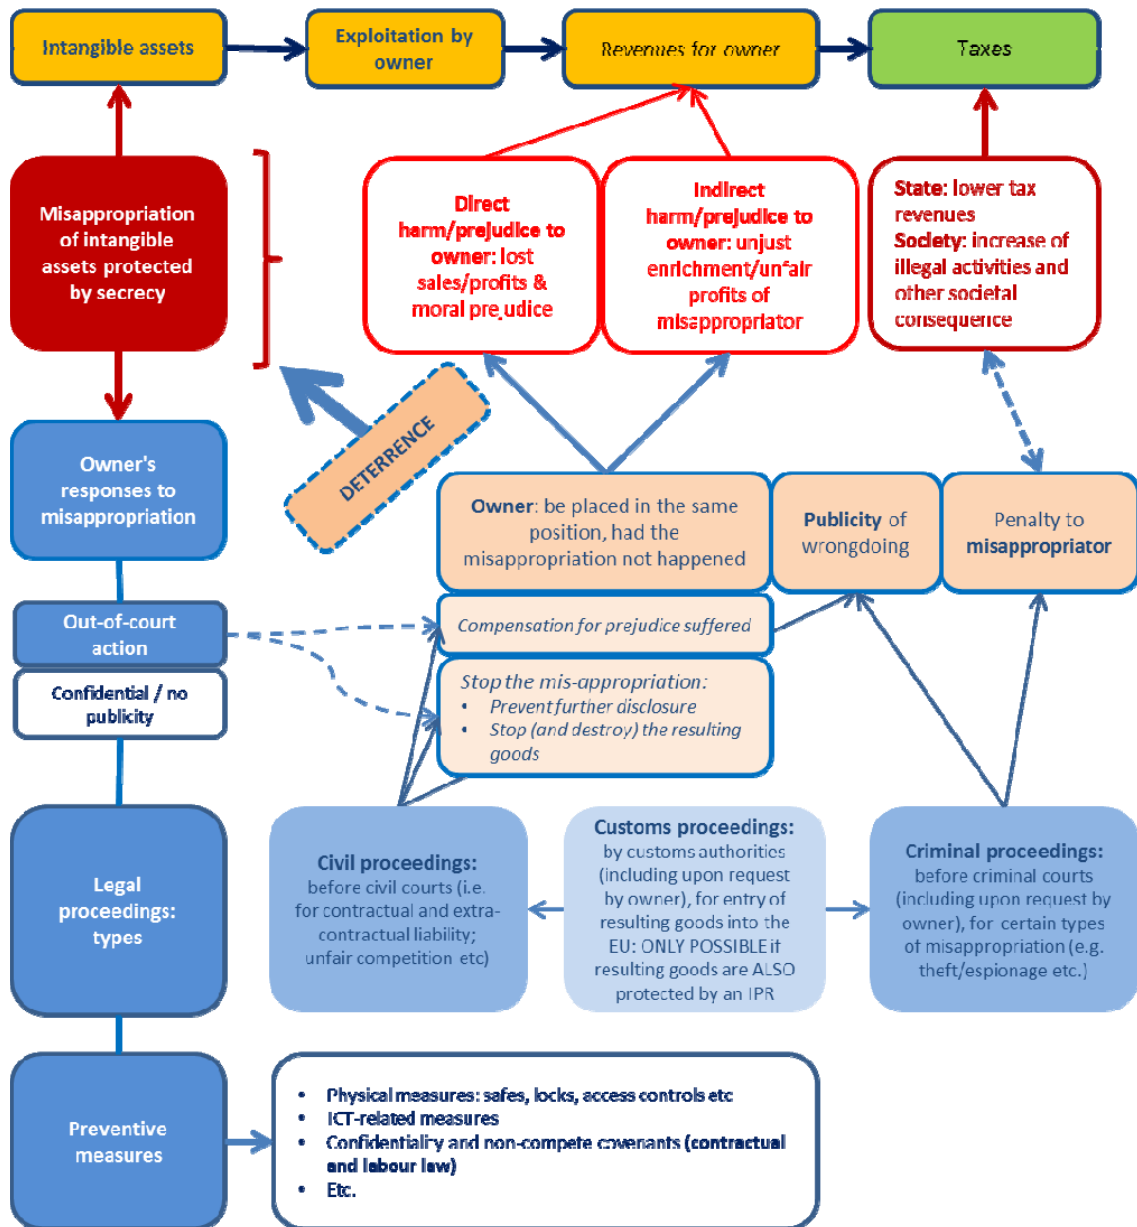 Intangible assets
Exploitation by
owner
Revenues for owner
Taxes
Misappropriation
of intangible
assets protected
by secrecy
Direct
harm/prejudice to
owner: lost
sales/profits &
moral prejudice
Indirect
harm/prejudice to
owner: unjust
enrichment/unfair
profits of
misappropriator
State: lower tax
revenues
Society: increase of
illegal activities and
other societal
consequence
DETERRENCE
Owner's
responses to
misappropriation
Owner: be placed in the same
position, had the
misappropriation not happened
Publicity of
wrongdoing
Penalty to
misappropriator
Out-of-court
action
Confidential / no
publicity
Compensation for prejudice suffered
Stop the mis-appropriation:
• Prevent further disclosure
• Stop (and destroy) the resulting
goods
Legal
proceedings:
types
Civil proceedings:
before civil courts (i.e.
for contractual and extra-
contractual liability;
unfair competition etc)
Customs proceedings:
by customs authorities
(including upon request
by owner), for entry of
resulting goods into the
EU: ONLY POSSIBLE if
resulting goods are ALSO
protected by an IPR
Criminal proceedings:
before criminal courts
(including upon request by
owner), for certain types
of misappropriation (e.g.
theft/espionage etc.)
Preventive
measures
• Physical measures: safes, locks, access controls etc
• ICT-related measures
• Confidentiality and non-compete covenants (contractual
and labour law)
• Etc.